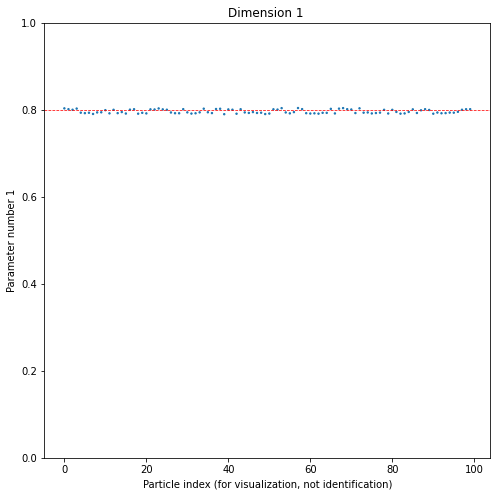 Dimension 1
1.0
0.8
0.6
0.4
0.2
0.0
Parameter number 1
0 20 40 60 80 100
Particle index (for visualization, not identification)